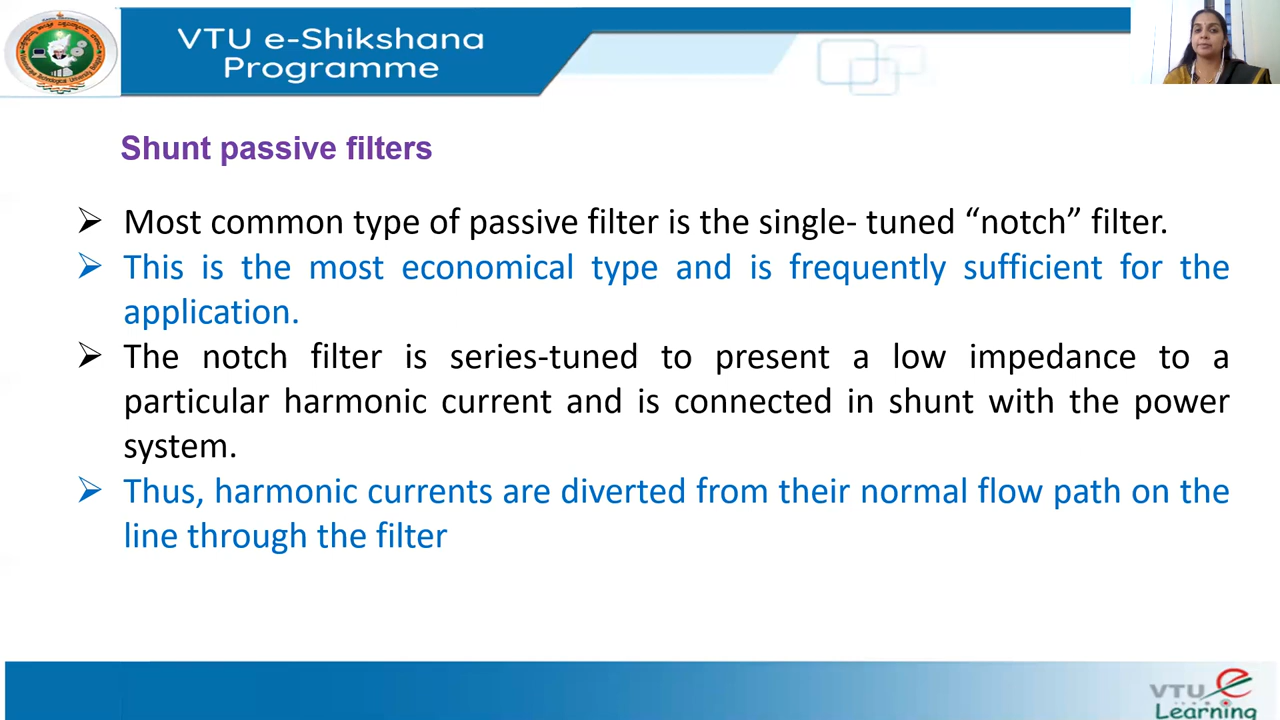 VTU e-Shikshana
Programme
Shunt passive filters
➢ Most common type of passive filter is the single- tuned “notch” filter.
➢ This is the most economical type and is frequently sufficient for the
application.
➢ The notch filter is series-tuned to present a low impedance to a
particular harmonic current and is connected in shunt with the power
system.
➢ Thus, harmonic currents are diverted from their normal flow path on the
line through the filter
VTU e
Learning